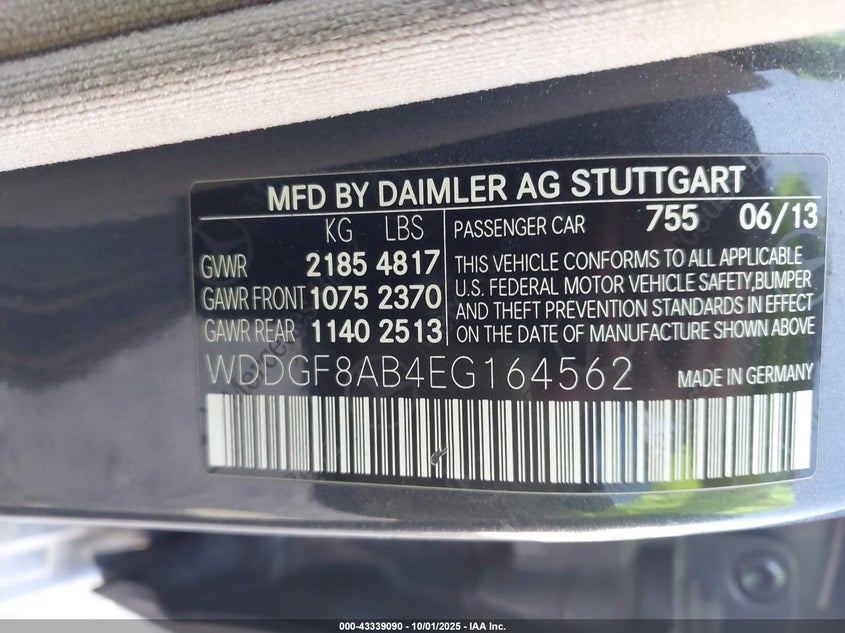 MFD BY DAIMLER AG STUTTGART
KG LBS
GVWR 2185 4817
GAWR FRONT 1075 2370
GAWR REAR 1140 2513
PASSENGER CAR 755 06/13
THIS VEHICLE CONFORMS TO ALL APPLICABLE
U.S. FEDERAL MOTOR VEHICLE SAFETY,BUMPER
AND THEFT PREVENTION STANDARDS IN EFFECT
ON THE DATE OF MANUFACTURE SHOWN ABOVE
WDDGF8AB4EG164562 MADE IN GERMANY
000-43339090 - 10/01/2025 - IAA Inc.